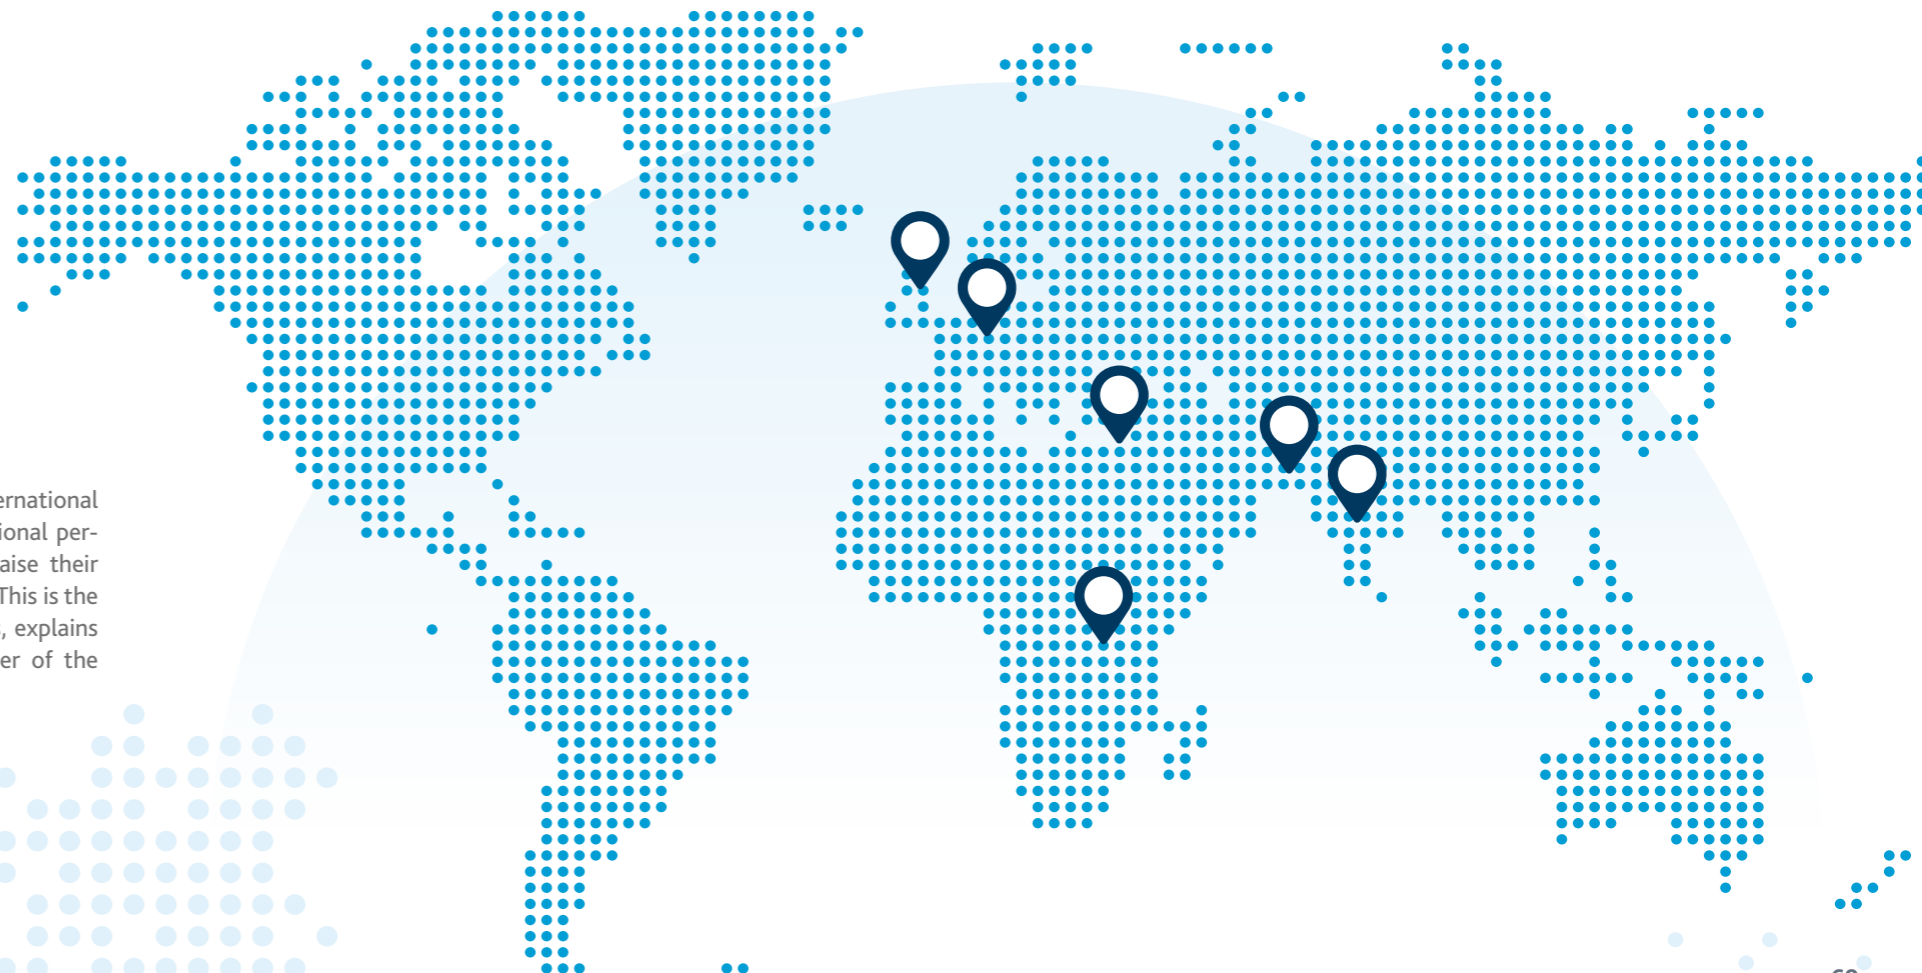 ernational
ional per-
aise their
This is the
, explains
er of the